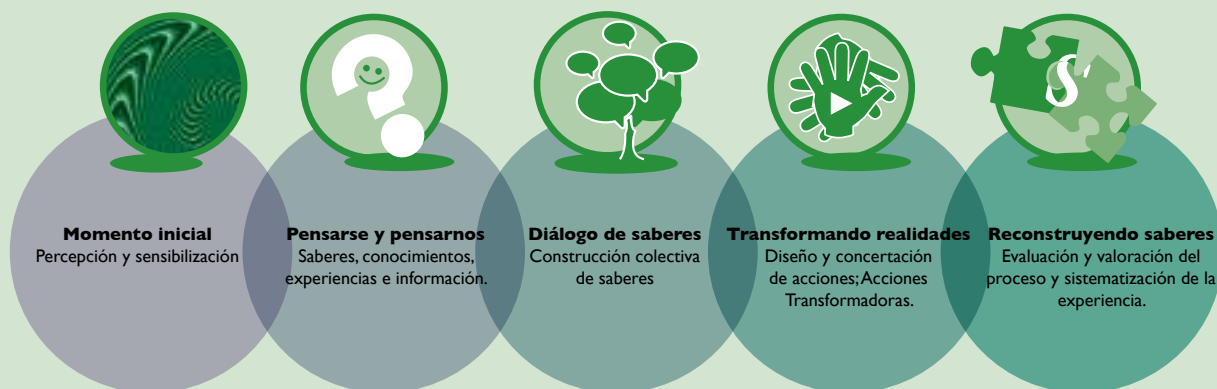 Momento inicial
Percepción y sensibilización
Pensarse y pensarnos
Saberes, conocimientos,
experiencias e información.
Diálogo de saberes
Construcción colectiva
de saberes
Transformando realidades
Diseño y concertación
de acciones; Acciones
Transformadoras.
Reconstruyendo saberes
Evaluación y valoración del
proceso y sistematización de la
experiencia.
S